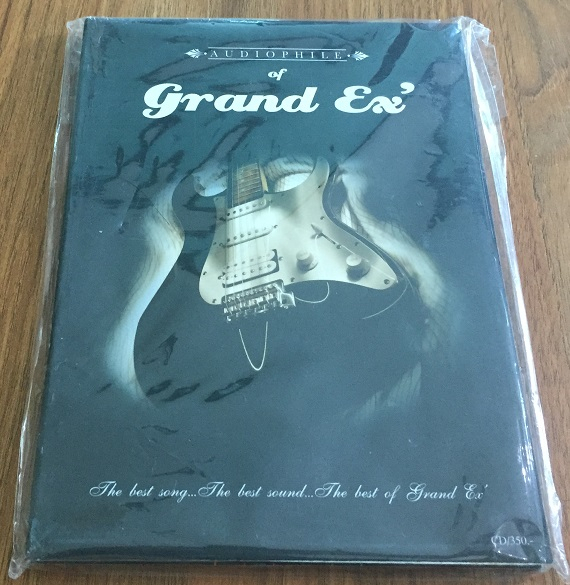 AUDIOPHILE
of
Grand Ex'
The best song...The best sound...The best of Grand Ex'
CD/350.-